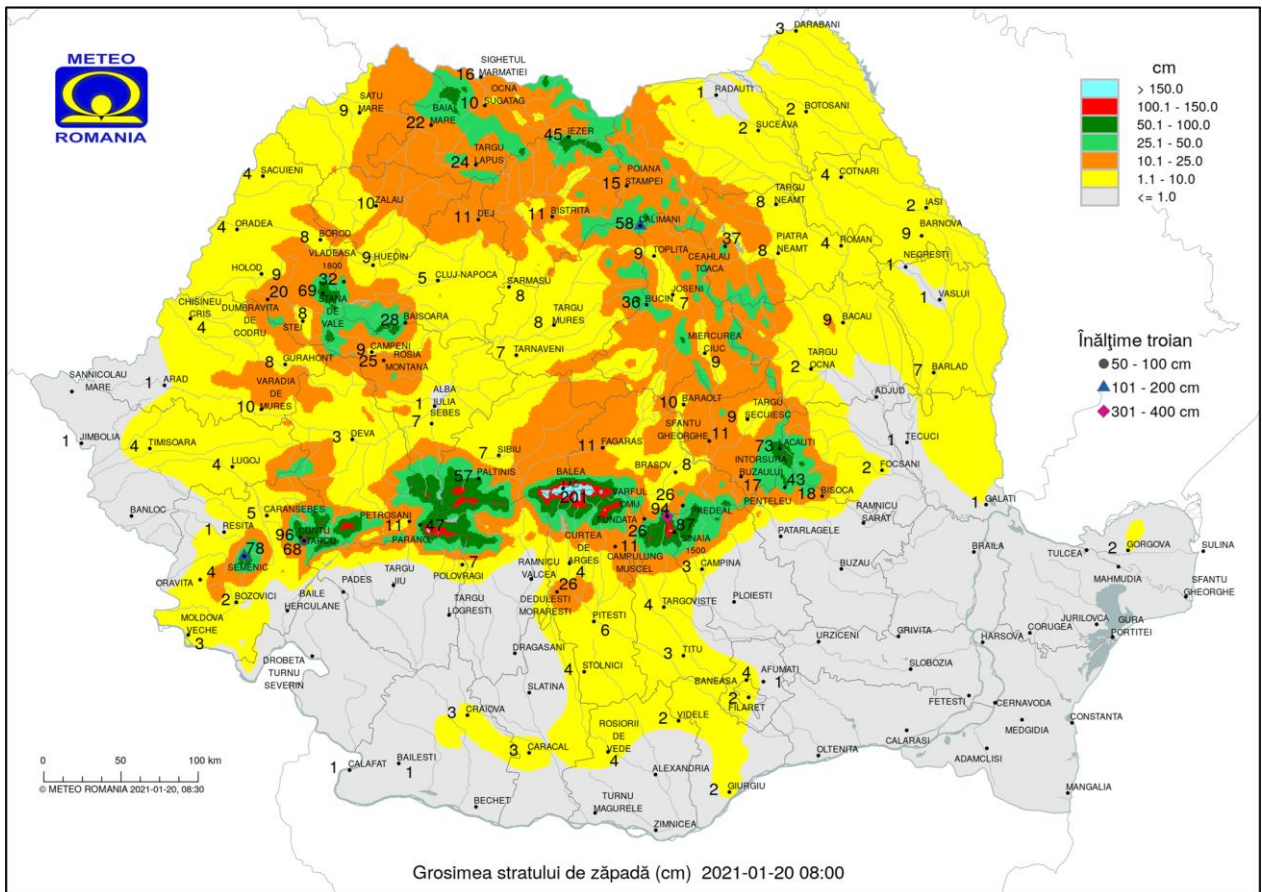 METEO
ROMANIA
cm
> 150.0
100.1 - 150.0
50.1 - 100.0
25.1 - 50.0
10.1 - 25.0
1.1 - 10.0
<= 1.0
Înălțime troian
50 - 100 cm
101 - 200 cm
301 - 400 cm
3 DARABANI
16 SIGHETUL
MARMATIEI
10 OCNA
SUGATAG
9 SATU
MARE
22 BAIA
MARE
1 RADAUTI
2 BOTOSANI
2 SUCEAVA
45 IEZER
24 TARGU
LAPUS
15 POIANA
STAMPEI
4 COTNARI
4 SACUIENI
10 ZALAU
11 DEJ
11 BISTRITA
58 CALIMANI
8 TARGU
NEAMT
2 IASI
4 ORADEA
8 BOROD
9 BARNOVA
37
CEAHLAU
TOACA
8 PIATRA
NEAMT
4 ROMAN
1 NEGRESTI
9 HOLOD
VLADEASA
1800
32
9 HUEDIN
5 CLUJ-NAPOCA
9 TOPLITA
SARMASU
8
JOSENI
7
1 VASLUI
69 STANA
DE
VALE
20
DUMBRAVITA
DE
CODRU
CHISINEU
CRIS
4
8
STEI
28 BAISOARA
TARGU
MURES
8
36 BUCIN
9 BACAU
9 CAMPENI
25 ROSIA
MONTANA
7 TARNAVENI
MIERCUREA
CIUC
9
2 TARGU
OCNA
7 BARLAD
8 GURAHONT
SANNICOLAU
MARE
1 ARAD
VARADIA
DE
MURES
10
ALBA
IULIA
1
SEBES
7
10 BARAOLT
9 TARGU
SECUIESC
ADJUD
1 JIMBOLIA
4 TIMISOARA
3 DEVA
7 SIBIU
11 FAGARAS
SFANTU
GHEORGHE
11
73 LACAUTI
1 TECUCI
4 LUGOJ
57 PALTINIS
BRASOV 8
INTORSURA
BUZAULUI
17
43
PENTELEU
18 BISOCA
2 FOCSANI
BALEA
LAC
201
VARFUL
OMU
94
26
PREDEAL
1 GALATI
BANLOC
5 CARANSEBES
1 RESITA
PETROSANI
11
47
PARANG
FUNDATA
26
87
SINAIA
1500
RAMNICU
SARAT
PATARLAGELE
96 CUNTU
68 TARCU
78
SEMENIC
CURTEA
DE
ARGES
4
11
CAMPULUNG
MUSCEL
3 CAMPINA
BRAILA
TULCEA
2 GORGOVA
SULINA
4 ORAVITA
7
POLOVRAGI
RAMNICU
VALCEA
BUZAU
MAHMUDIA
2 BOZOVICI
BAILE
HERCULANE
PADES
TARGU
JIU
TARGU
LOGRESTI
26
DEDULESTI
MORARESTI
4 TARGOVISTE
PLOIESTI
SFANTU
GHEORGHE
MOLDOVA
VECHE
3
PITESTI
6
URZICENI
GRIVITA
HARSOVA
CORUGEA
JURILOVCA
GURA
PORTITEI
DROBETA
TURNU
SEVERIN
DRAGASANI
4 STOLNICI
3 TITU
4
BANEASA
AFUMATI
1
SLOBOZIA
SLATINA
2
FILARET
FETESTI
CERNAVODA
3 CRAIOVA
2 VIDELE
MEDGIDIA
CONSTANTA
3 CARACAL
ROSIORII
DE
VEDE
4
OLTENITA
CALARASI
ADAMCLISI
1 CALAFAT
BAILESTI
1
ALEXANDRIA
2 GIURGIU
MANGALIA
BECHET
TURNU
MAGURELE
ZIMNICEA
0 50 100 km
© METEO ROMANIA 2021-01-20, 08:30
Grosimea stratului de zăpadă (cm) 2021-01-20 08:00